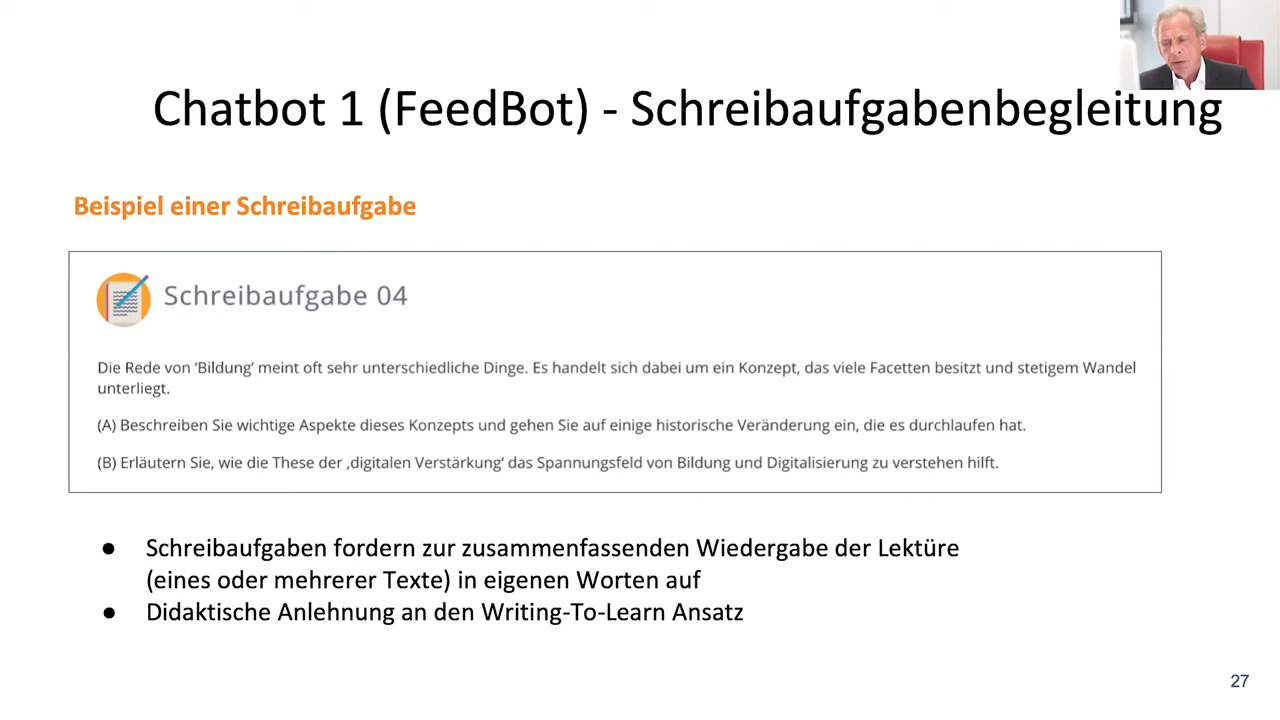 Chatbot 1 (FeedBot) - Schreibaufgabenbegleitung
Beispiel einer Schreibaufgabe
Schreibaufgabe 04
Die Rede von ‘Bildung’ meint oft sehr unterschiedliche Dinge. Es handelt sich dabei um ein Konzept, das viele Facetten besitzt und stetigem Wandel
unterliegt.
(A) Beschreiben Sie wichtige Aspekte dieses Konzepts und gehen Sie auf einige historische Veränderung ein, die es durchlaufen hat.
(B) Erläutern Sie, wie die These der ‚digitalen Verstärkung‘ das Spannungsfeld von Bildung und Digitalisierung zu verstehen hilft.
● Schreibaufgaben fordern zur zusammenfassenden Wiedergabe der Lektüre
(eines oder mehrerer Texte) in eigenen Worten auf
● Didaktische Anlehnung an den Writing-To-Learn Ansatz
27